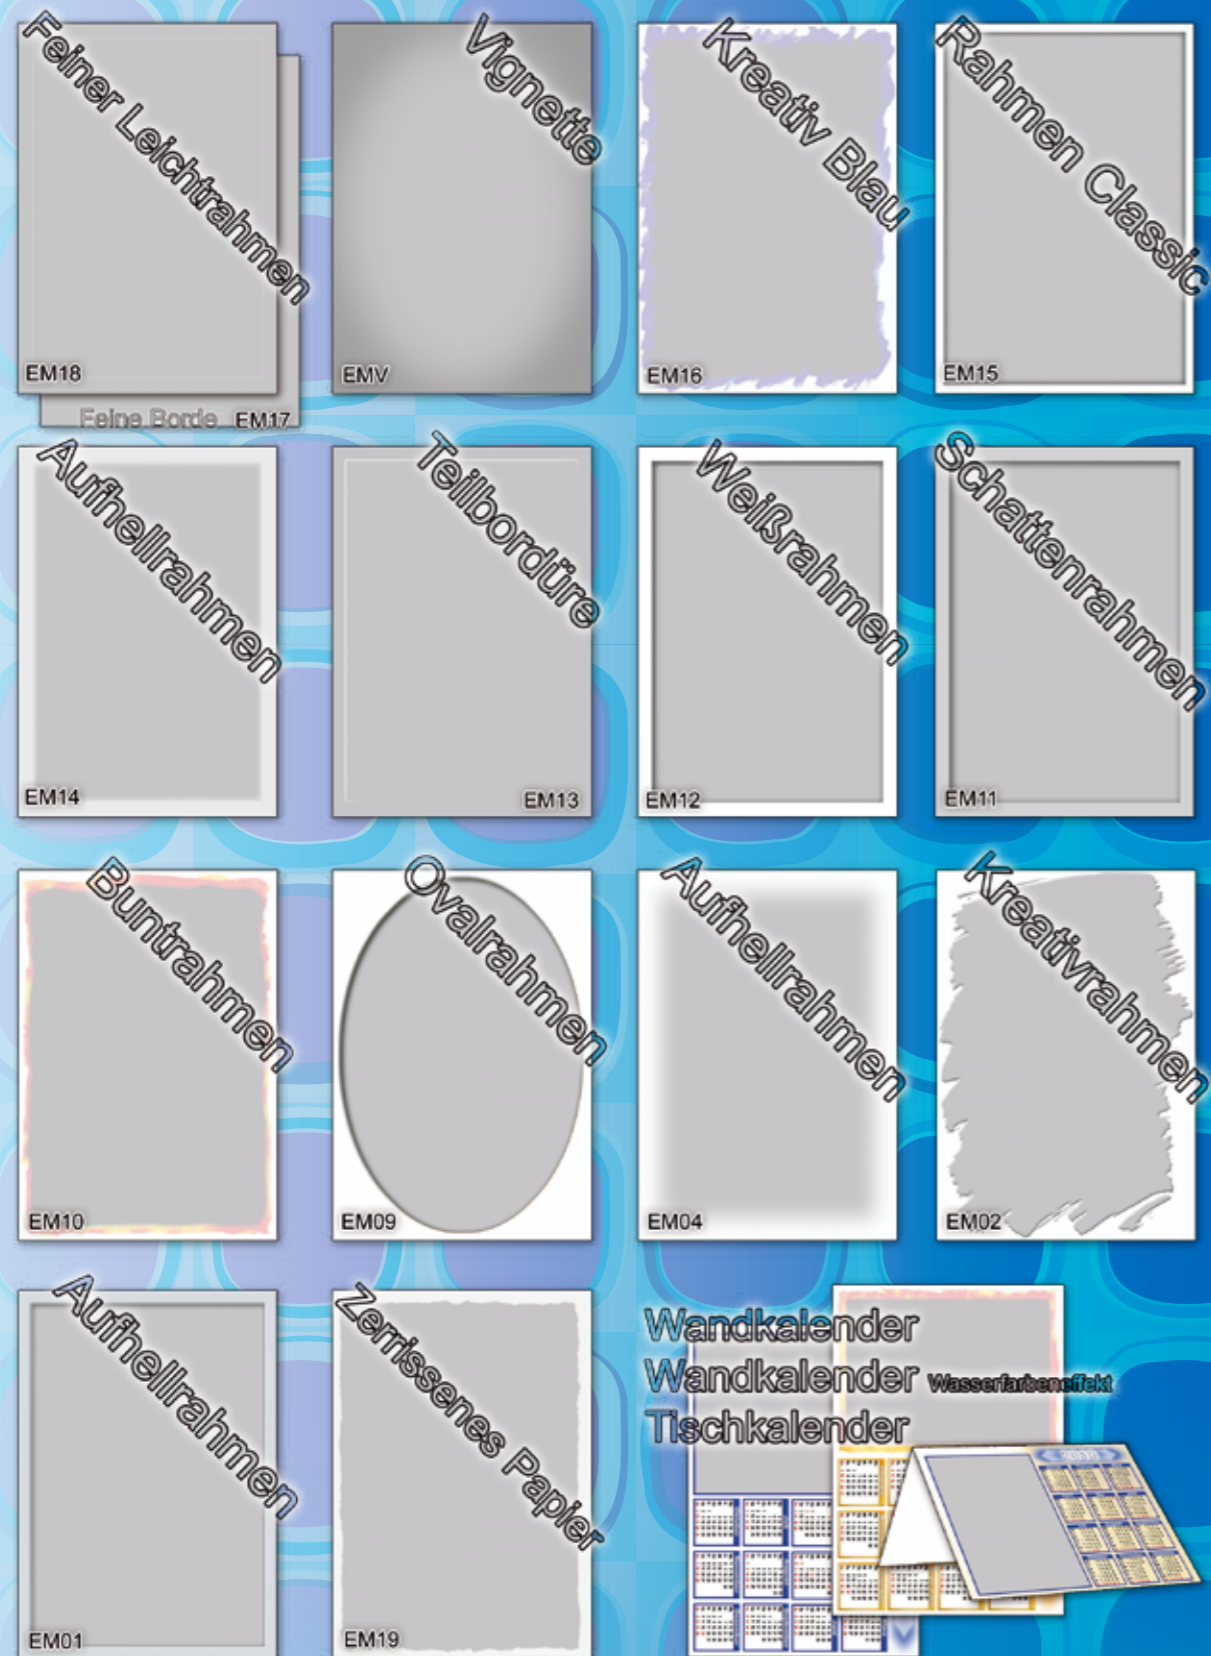 Feiner Leichtrahmen
EM18
Feine Borde EM17
Vignette
EMV
Kreativ Blau
EM16
Rahmen Classic
EM15
Aufhellrahmen
EM14
Teilbordüre
EM13
Weißrahmen
EM12
Schattenrahmen
EM11
Buntrahmen
EM10
Ovalrahmen
EM09
Aufhellrahmen
EM04
Kreativrahmen
EM02
Aufhellrahmen
EM01
Zerrissenes Papier
EM19
Wandkalender
Wandkalender Wasserfarbeneffekt
Tischkalender